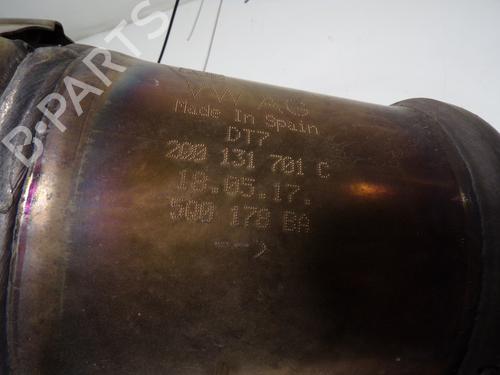 VW AG
Made In Spain
DT7
2Q0 131 701 C
18.05.17.
5Q0 178 BA
--->
B-PARTS